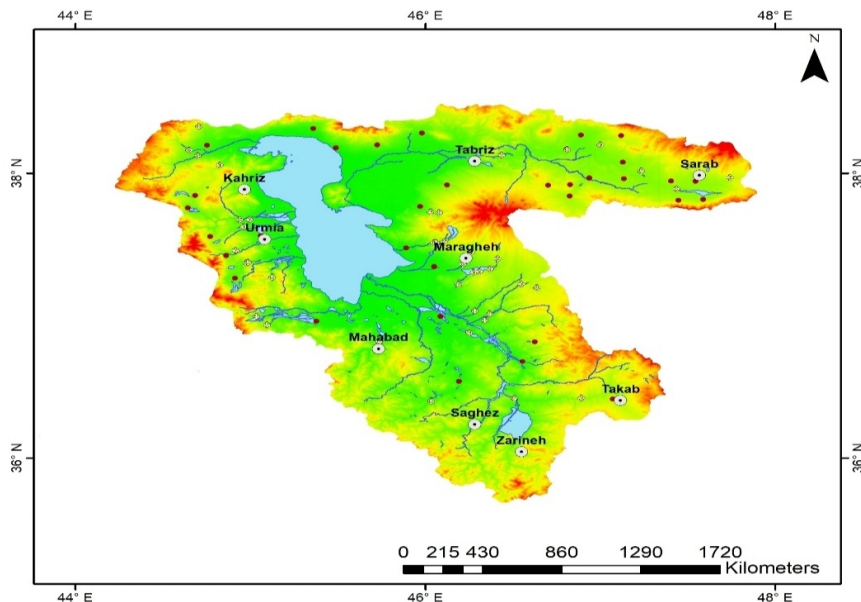 44° E 46° E 48° E
N
38° N 38° N
Tabriz
Sarab
Kahriz
Urmia
Maragheh
Mahabad
Takab
Saghez
Zarineh
36° N 36° N
0 215 430 860 1290 1720
Kilometers
44° E 46° E 48° E